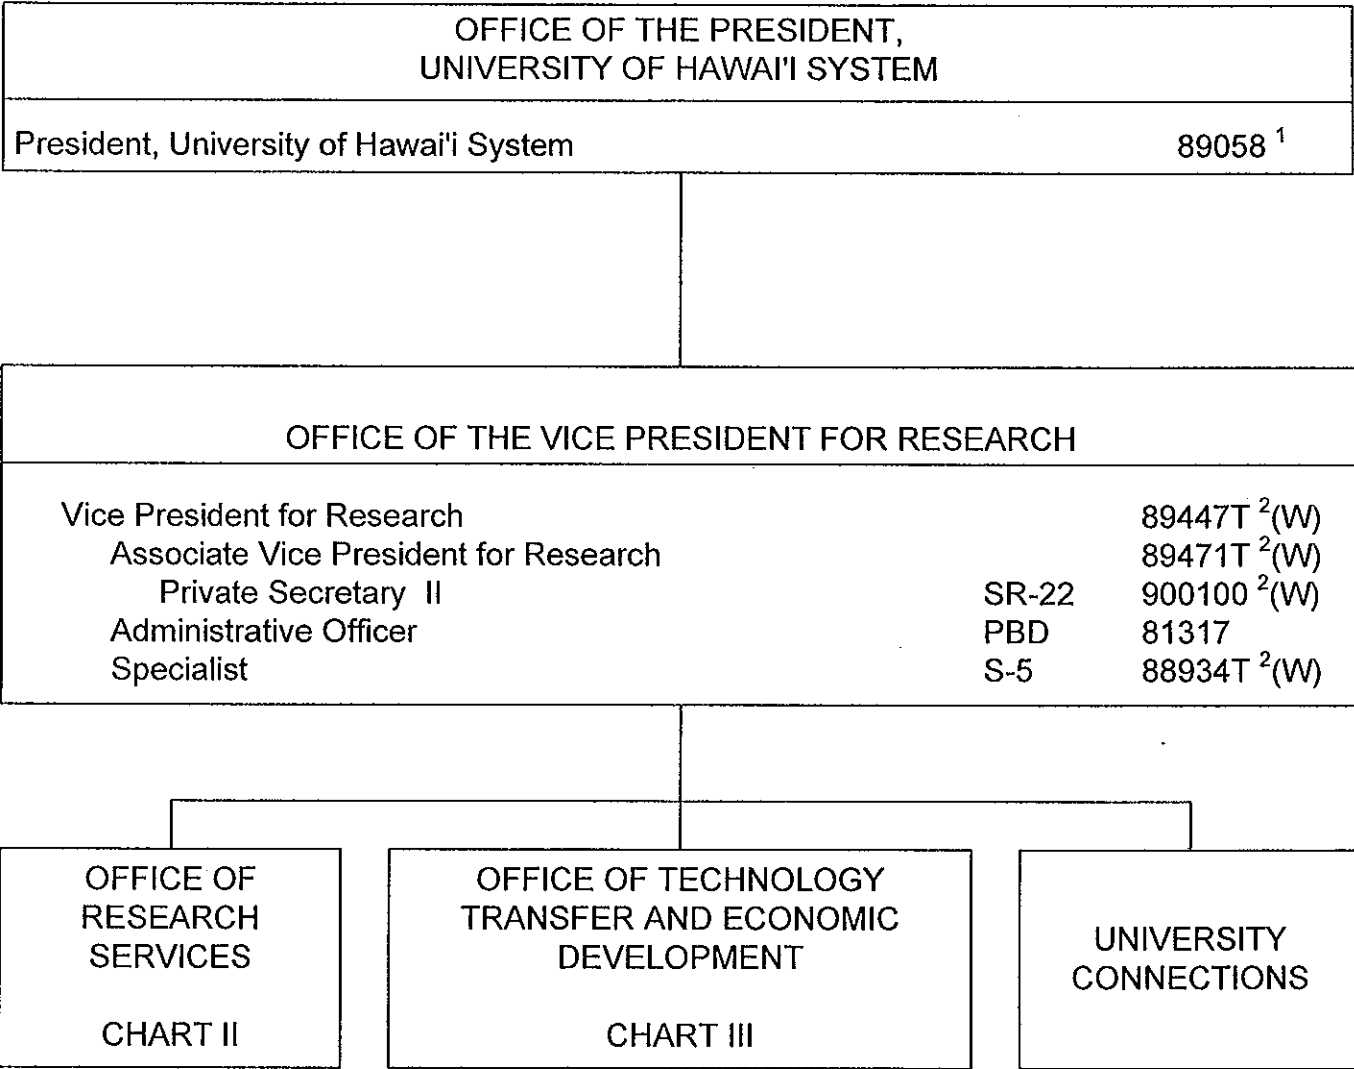 OFFICE OF THE PRESIDENT,
UNIVERSITY OF HAWAI'I SYSTEM
President, University of Hawai'i System 89058 ¹
OFFICE OF THE VICE PRESIDENT FOR RESEARCH
Vice President for Research 89447T ²(W)
Associate Vice President for Research 89471T ²(W)
Private Secretary II SR-22 900100 ²(W)
Administrative Officer PBD 81317
Specialist S-5 88934T ²(W)
OFFICE OF
RESEARCH
SERVICES
CHART II
OFFICE OF TECHNOLOGY
TRANSFER AND ECONOMIC
DEVELOPMENT
CHART III
UNIVERSITY
CONNECTIONS